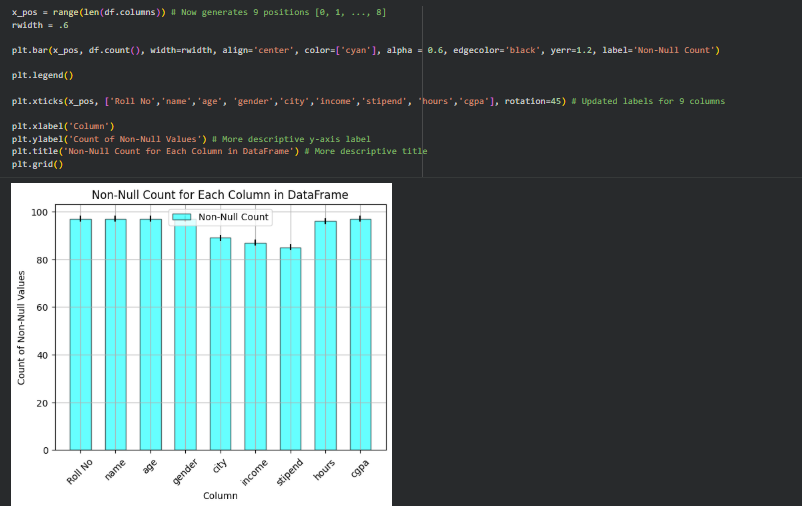 x_pos = range(len(df.columns)) # Now generates 9 positions [0, 1, ..., 8]
rwidth = .6
plt.bar(x_pos, df.count(), width=rwidth, align='center', color=['cyan'], alpha = 0.6, edgecolor='black', yerr=1.2, label='Non-Null Count')
plt.legend()
plt.xticks(x_pos, ['Roll No','name','age', 'gender','city','income','stipend', 'hours','cgpa'], rotation=45) # Updated labels for 9 columns
plt.xlabel('Column')
plt.ylabel('Count of Non-Null Values') # More descriptive y-axis label
plt.title('Non-Null Count for Each Column in DataFrame') # More descriptive title
plt.grid()
Non-Null Count for Each Column in DataFrame
Non-Null Count
Count of Non-Null Values
100
80
60
40
20
0
Roll No
name
age
gender
city
income
stipend
hours
cgpa
Column